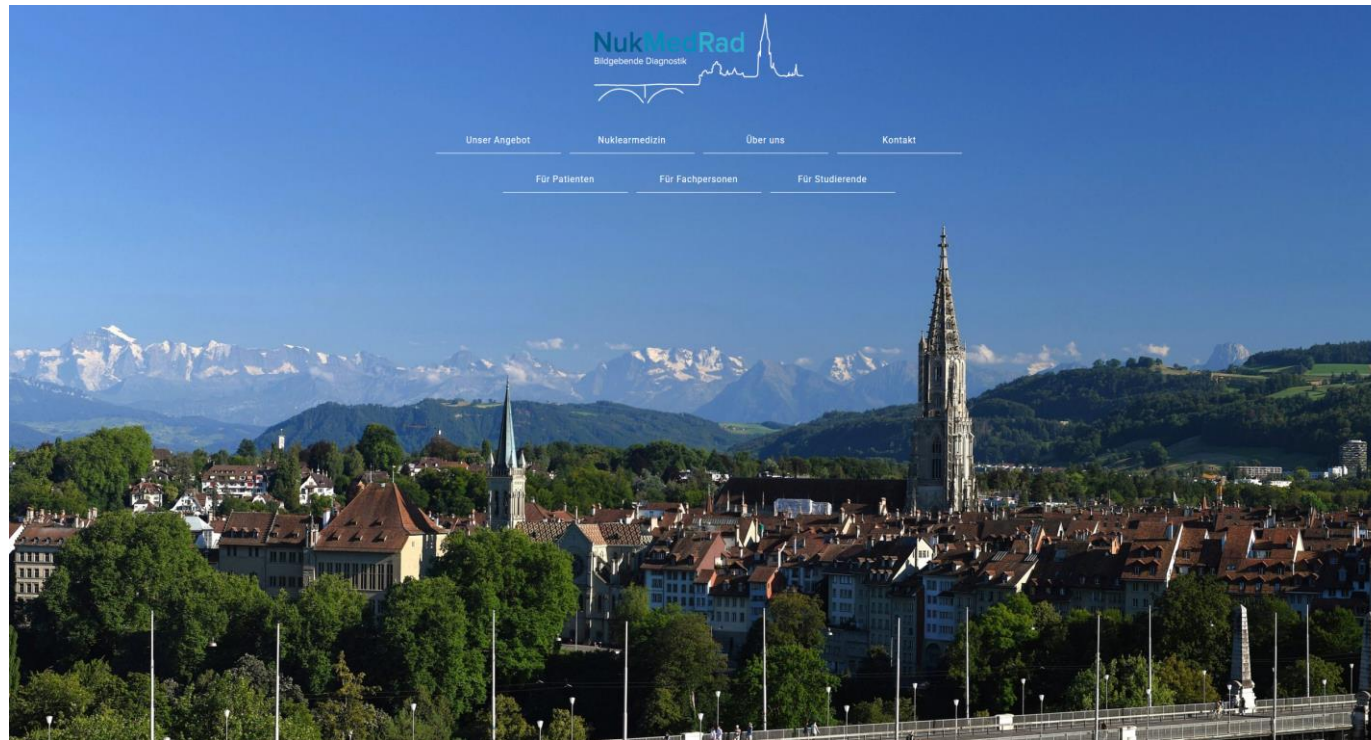 NukMedRad
Bildgebende Diagnostik
Unser Angebot Nuklearmedizin Über uns Kontakt
Für Patienten Für Fachpersonen Für Studierende